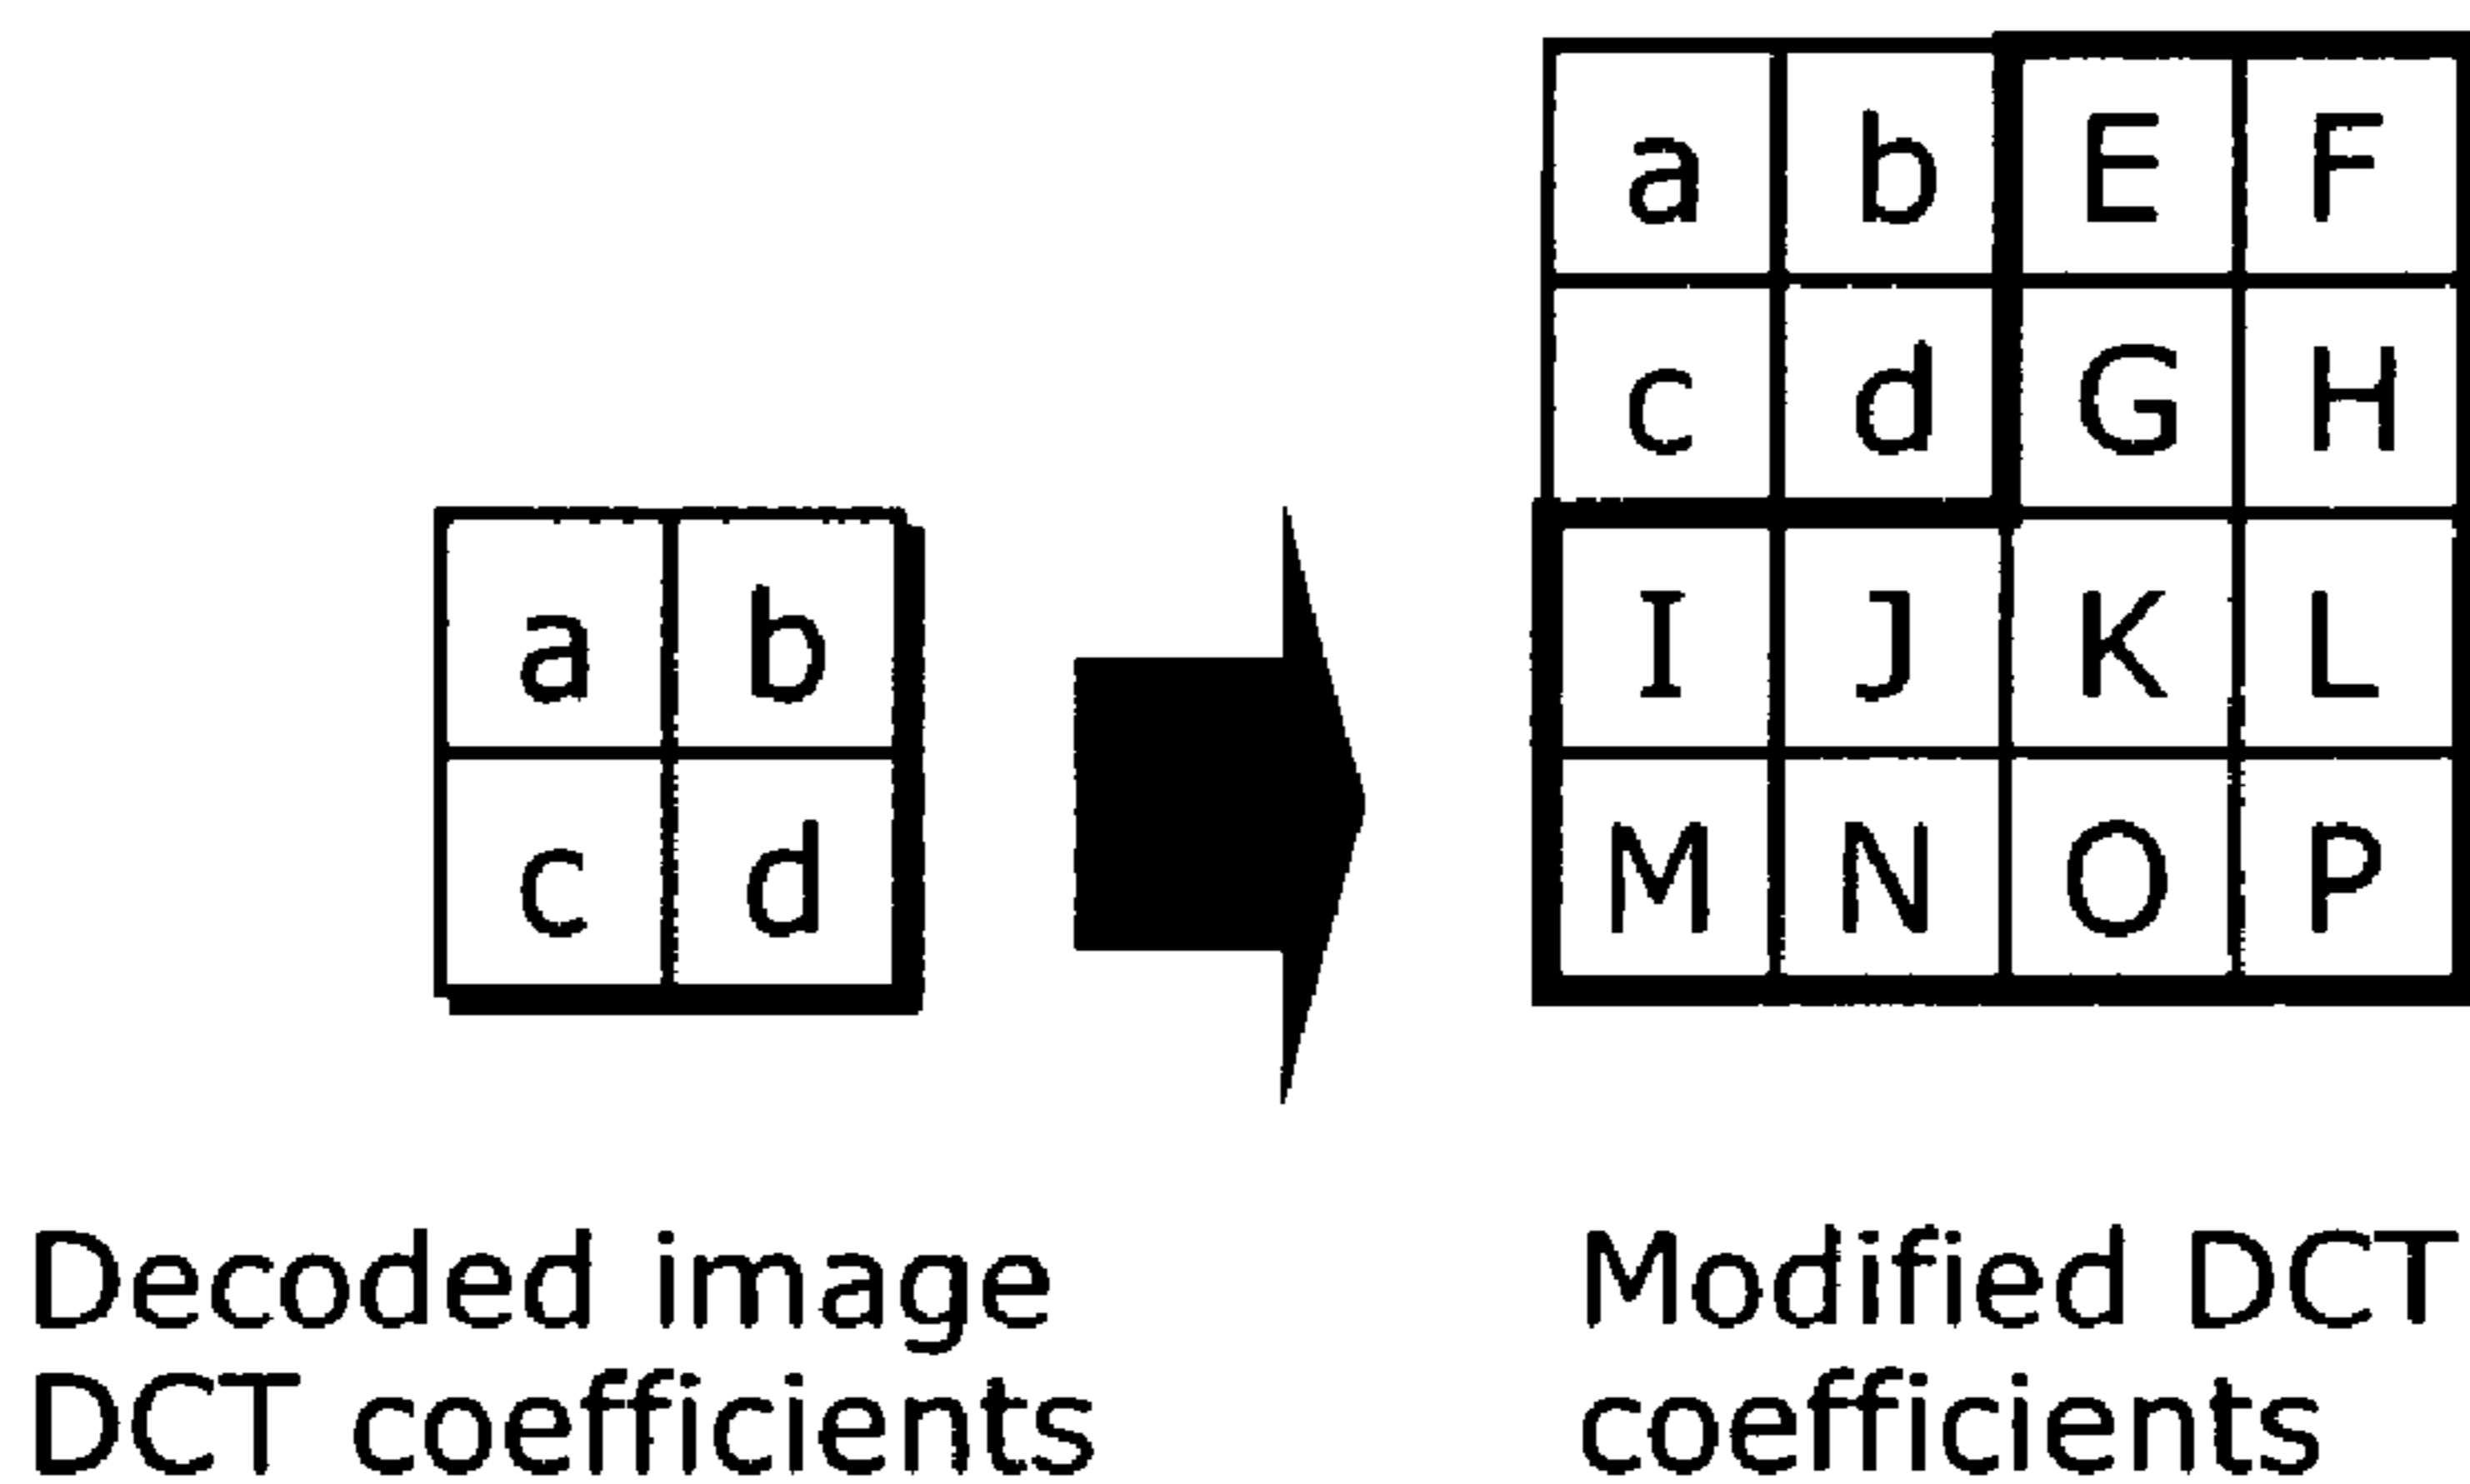 a b E F
c d G H
a b I J K L
c d M N O P
Decoded image Modified DCT
DCT coefficients coefficients